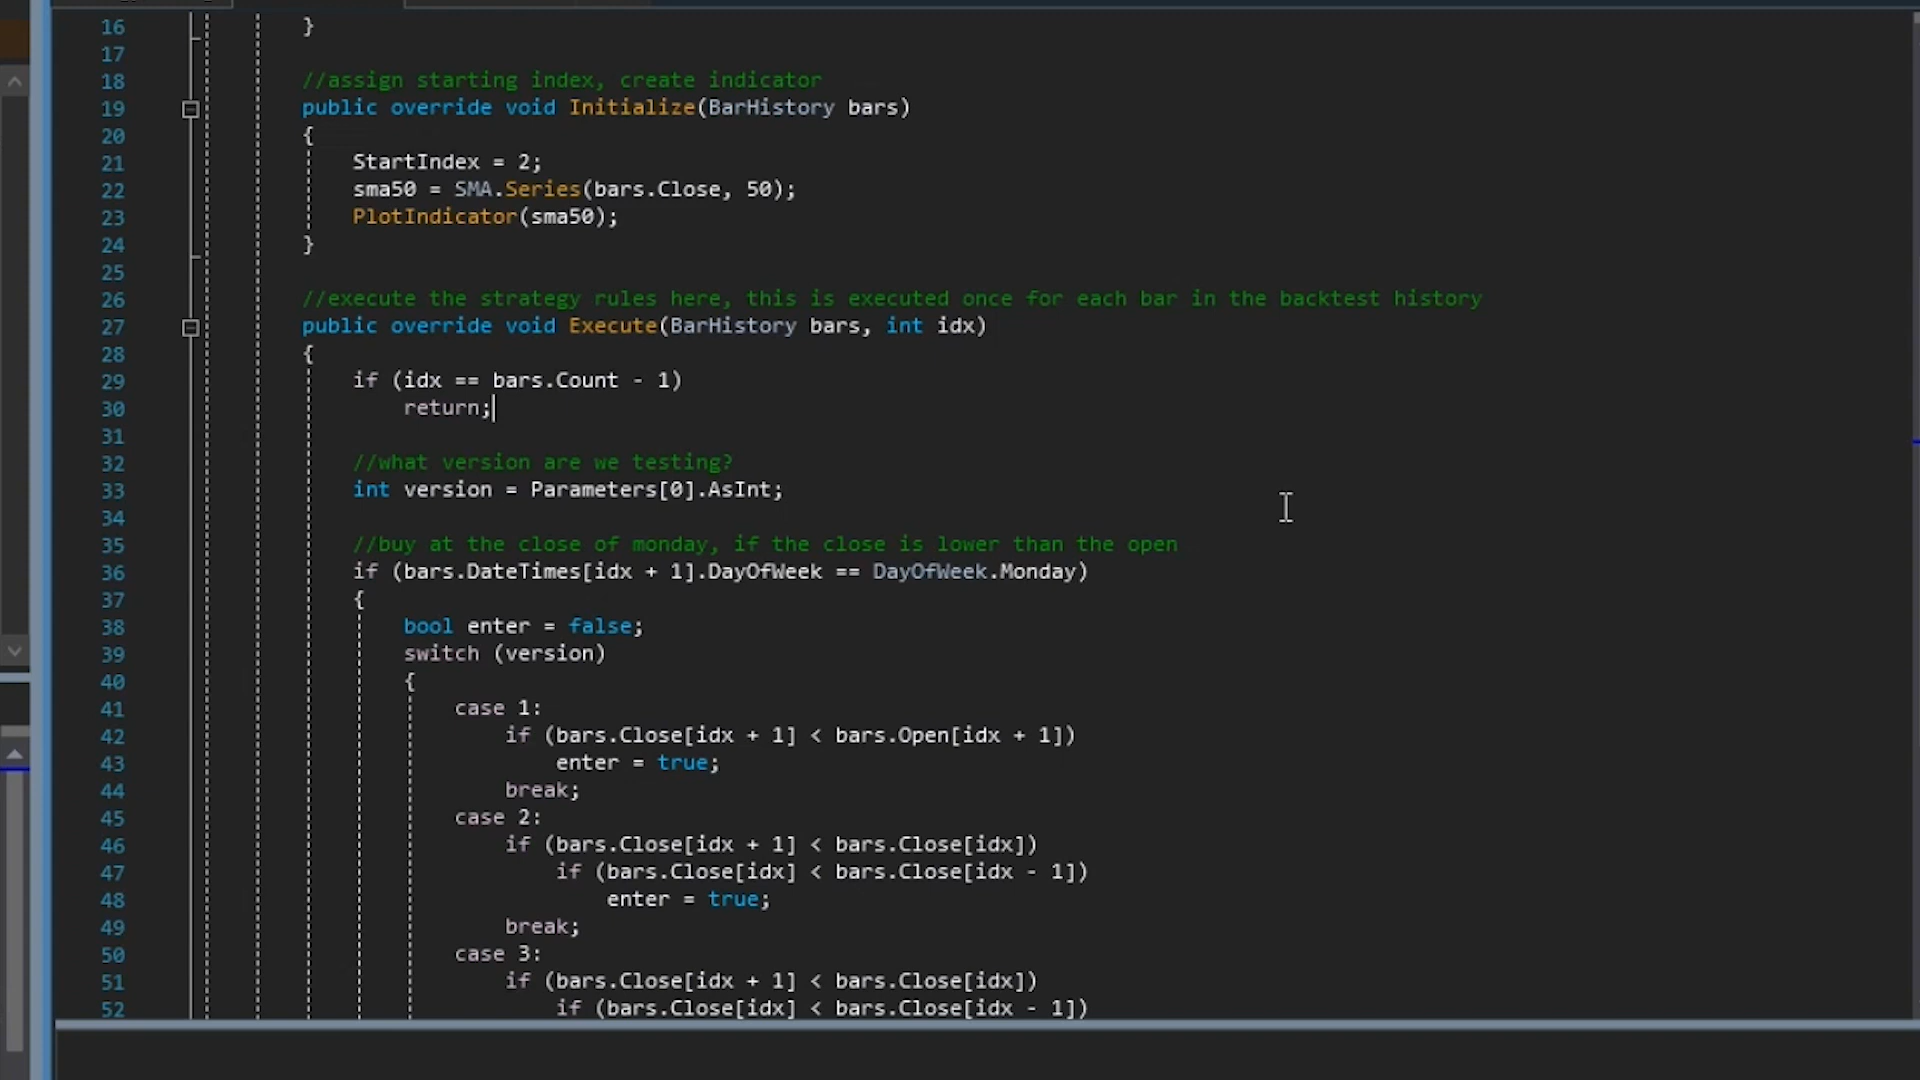 16 }
17
18 //assign starting index, create indicator
19 public override void Initialize(BarHistory bars)
20 {
21 StartIndex = 2;
22 sma50 = SMA.Series(bars.Close, 50);
23 PlotIndicator(sma50);
24 }
25
26 //execute the strategy rules here, this is executed once for each bar in the backtest history
27 public override void Execute(BarHistory bars, int idx)
28 {
29 if (idx == bars.Count - 1)
30 return;
31
32 //what version are we testing?
33 int version = Parameters[0].AsInt;
34
35 //buy at the close of monday, if the close is lower than the open
36 if (bars.DateTimes[idx + 1].DayOfWeek == DayOfWeek.Monday)
37 {
38 bool enter = false;
39 switch (version)
40 {
41 case 1:
42 if (bars.Close[idx + 1] < bars.Open[idx + 1])
43 enter = true;
44 break;
45 case 2:
46 if (bars.Close[idx + 1] < bars.Close[idx])
47 if (bars.Close[idx] < bars.Close[idx - 1])
48 enter = true;
49 break;
50 case 3:
51 if (bars.Close[idx + 1] < bars.Close[idx])
52 if (bars.Close[idx] < bars.Close[idx - 1])